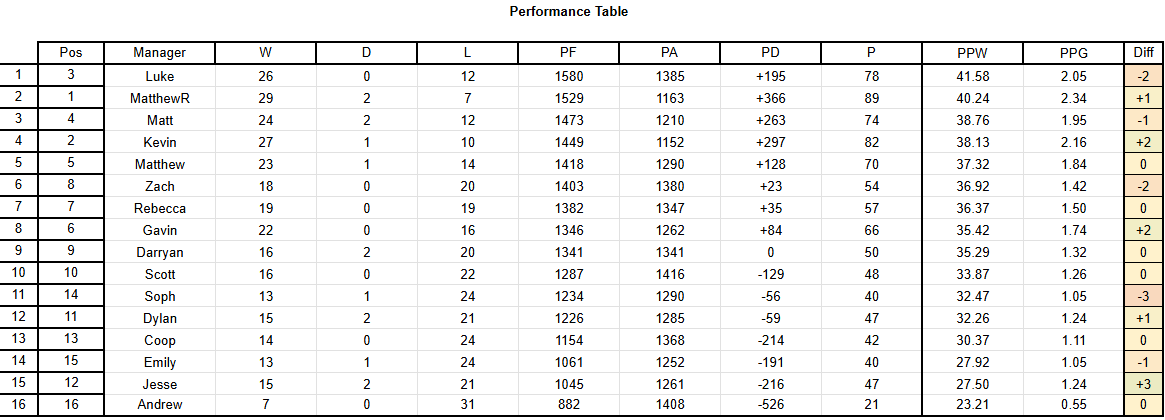 Performance Table
Pos Manager W D L PF PA PD P PPW PPG Diff
1 3 Luke 26 0 12 1580 1385 +195 78 41.58 2.05 -2
2 1 MatthewR 29 2 7 1529 1163 +366 89 40.24 2.34 +1
3 4 Matt 24 2 12 1473 1210 +263 74 38.76 1.95 -1
4 2 Kevin 27 1 10 1449 1152 +297 82 38.13 2.16 +2
5 5 Matthew 23 1 14 1418 1290 +128 70 37.32 1.84 0
6 8 Zach 18 0 20 1403 1380 +23 54 36.92 1.42 -2
7 7 Rebecca 19 0 19 1382 1347 +35 57 36.37 1.50 0
8 6 Gavin 22 0 16 1346 1262 +84 66 35.42 1.74 +2
9 9 Darryan 16 2 20 1341 1341 0 50 35.29 1.32 0
10 10 Scott 16 0 22 1287 1416 -129 48 33.87 1.26 0
11 14 Soph 13 1 24 1234 1290 -56 40 32.47 1.05 -3
12 11 Dylan 15 2 21 1226 1285 -59 47 32.26 1.24 +1
13 13 Coop 14 0 24 1154 1368 -214 42 30.37 1.11 0
14 15 Emily 13 1 24 1061 1252 -191 40 27.92 1.05 -1
15 12 Jesse 15 2 21 1045 1261 -216 47 27.50 1.24 +3
16 16 Andrew 7 0 31 882 1408 -526 21 23.21 0.55 0